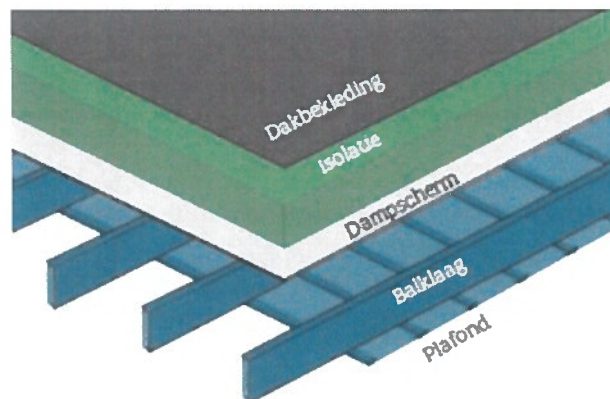 Dakbekleding
Isolatie
Dampscherm
Balklaag
Plafond